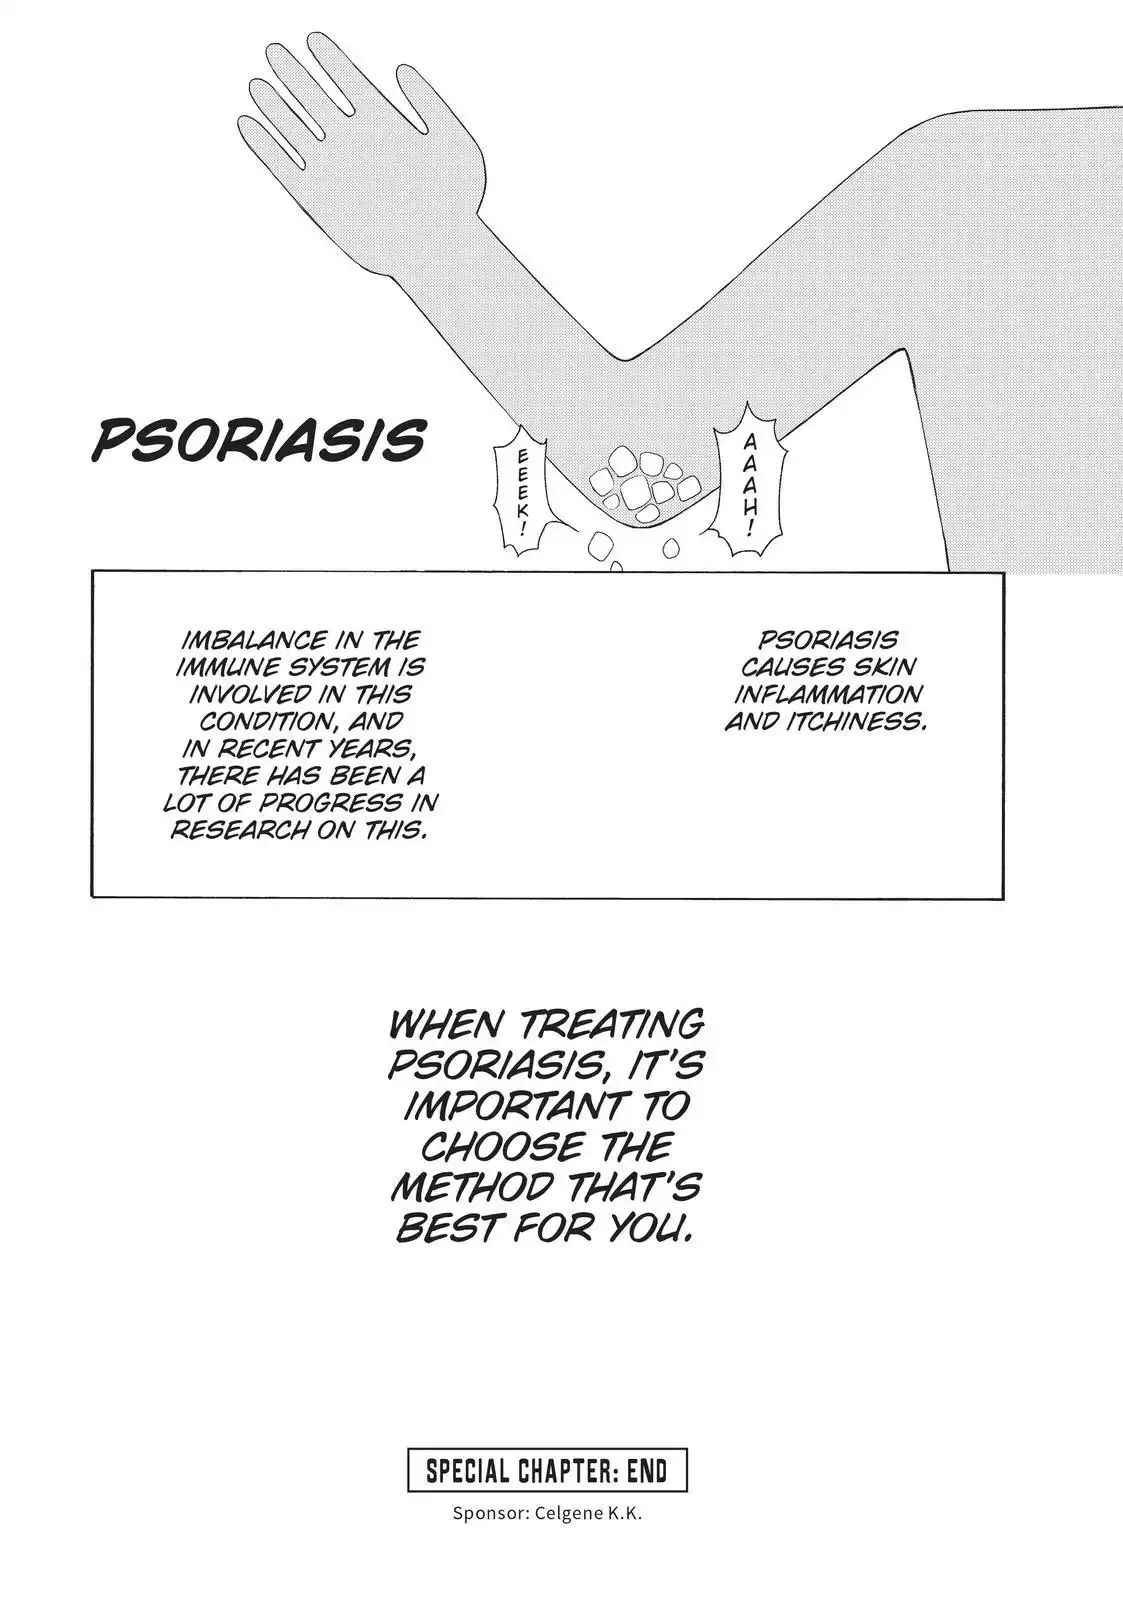 PSORIASIS
AAAH!
EEEEK!
PSORIASIS
CAUSES SKIN
INFLAMMATION
AND ITCHINESS.
IMBALANCE IN THE
IMMUNE SYSTEM IS
INVOLVED IN THIS
CONDITION, AND
IN RECENT YEARS,
THERE HAS BEEN A
LOT OF PROGRESS IN
RESEARCH ON THIS.
WHEN TREATING
PSORIASIS, IT'S
IMPORTANT TO
CHOOSE THE
METHOD THAT'S
BEST FOR YOU.
SPECIAL CHAPTER: END
Sponsor: Celgene K.K.